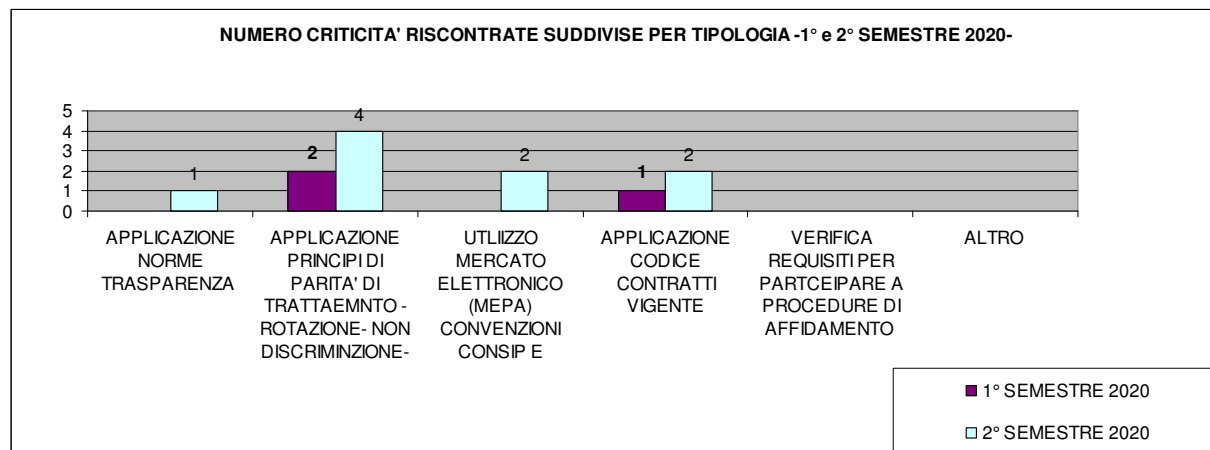 NUMERO CRITICITA' RISCONTRATE SUDDIVISE PER TIPOLOGIA -1° e 2° SEMESTRE 2020-
5
4
3
2
1
0
1
2
4
2
1
2
APPLICAZIONE
NORME
TRASPARENZA
APPLICAZIONE
PRINCIPI DI
PARITA' DI
TRATTAEMNTO -
ROTAZIONE- NON
DISCRIMINZIONE-
UTLIIZZO
MERCATO
ELETTRONICO
(MEPA)
CONVENZIONI
CONSIP E
APPLICAZIONE
CODICE
CONTRATTI
VIGENTE
VERIFICA
REQUISITI PER
PARTCEIPARE A
PROCEDURE DI
AFFIDAMENTO
ALTRO
1° SEMESTRE 2020
2° SEMESTRE 2020